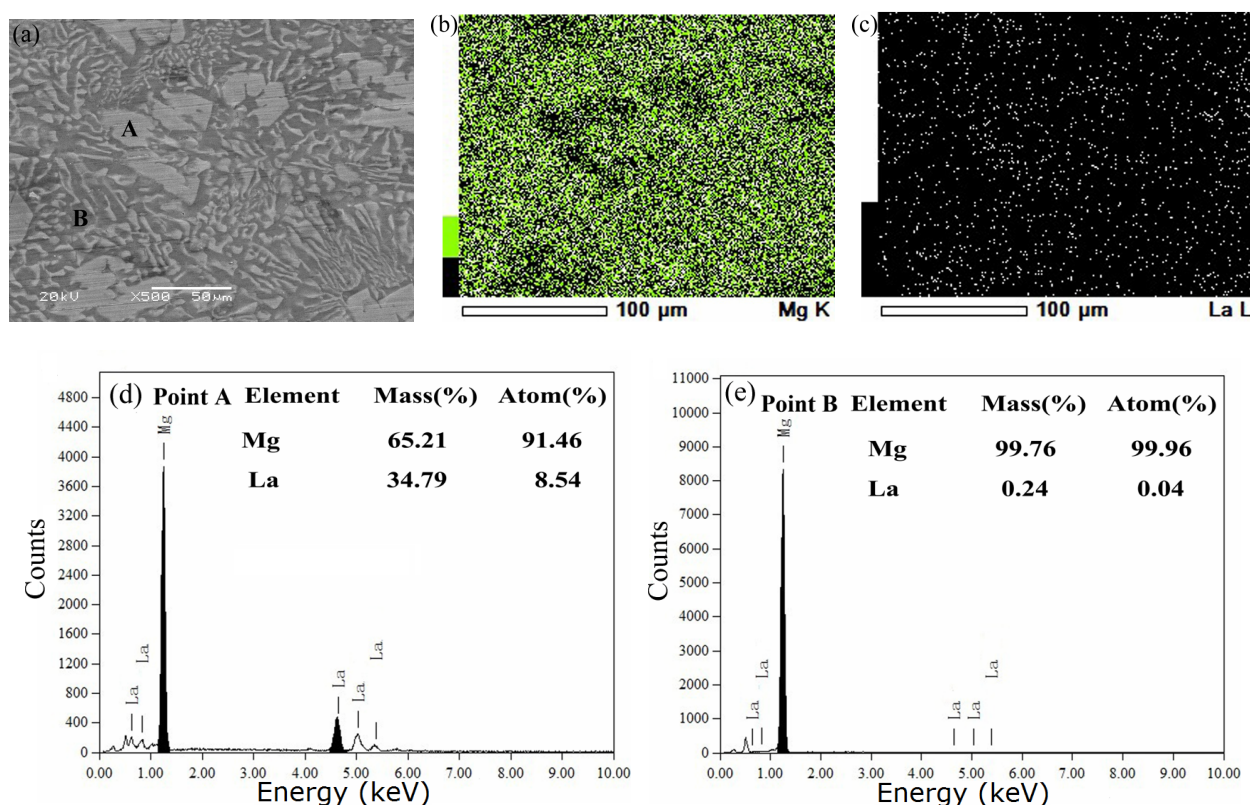 (a)
A
B
20kV X500 50μm
(b)
100 μm Mg K
(c)
100 μm La L
(d)
Point A Element Mass(%) Atom(%)
Mg 65.21 91.46
La 34.79 8.54
Mg
La
La
La
La
La
Counts
4800
4400
4000
3600
3200
2800
2400
2000
1600
1200
800
400
0
0.00 1.00 2.00 3.00 4.00 5.00 6.00 7.00 8.00 9.00 10.00
Energy (keV)
(e)
Point B Element Mass(%) Atom(%)
Mg 99.76 99.96
La 0.24 0.04
Mg
La
La
La
La
La
Counts
11000
10000
9000
8000
7000
6000
5000
4000
3000
2000
1000
0
0.00 1.00 2.00 3.00 4.00 5.00 6.00 7.00 8.00 9.00 10.00
Energy (keV)